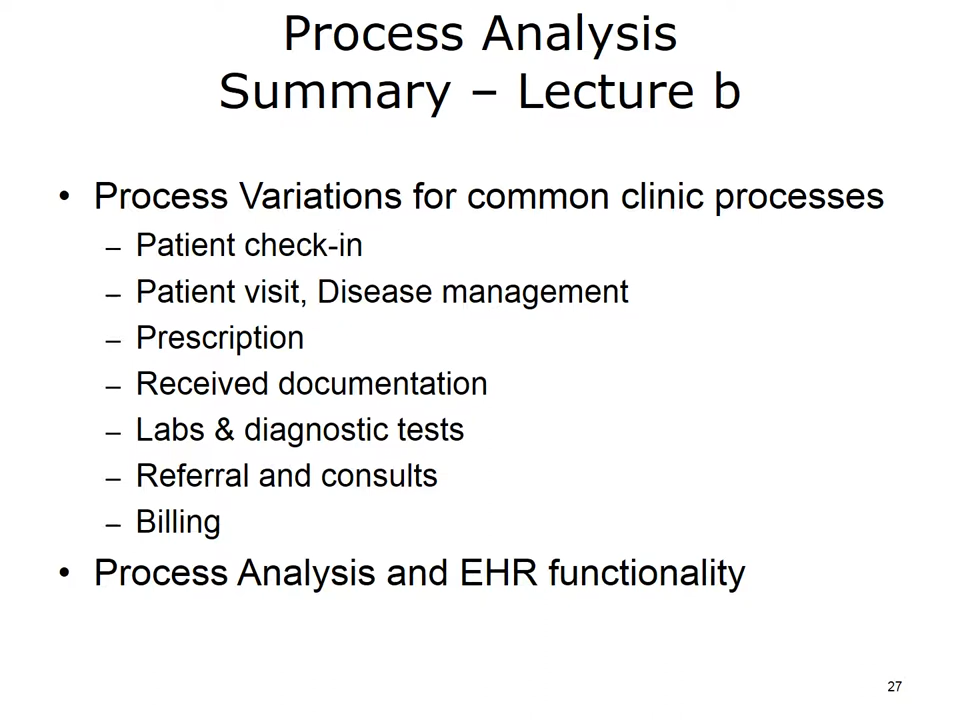 Process Analysis
Summary – Lecture b
• Process Variations for common clinic processes
– Patient check-in
– Patient visit, Disease management
– Prescription
– Received documentation
– Labs & diagnostic tests
– Referral and consults
– Billing
• Process Analysis and EHR functionality
27